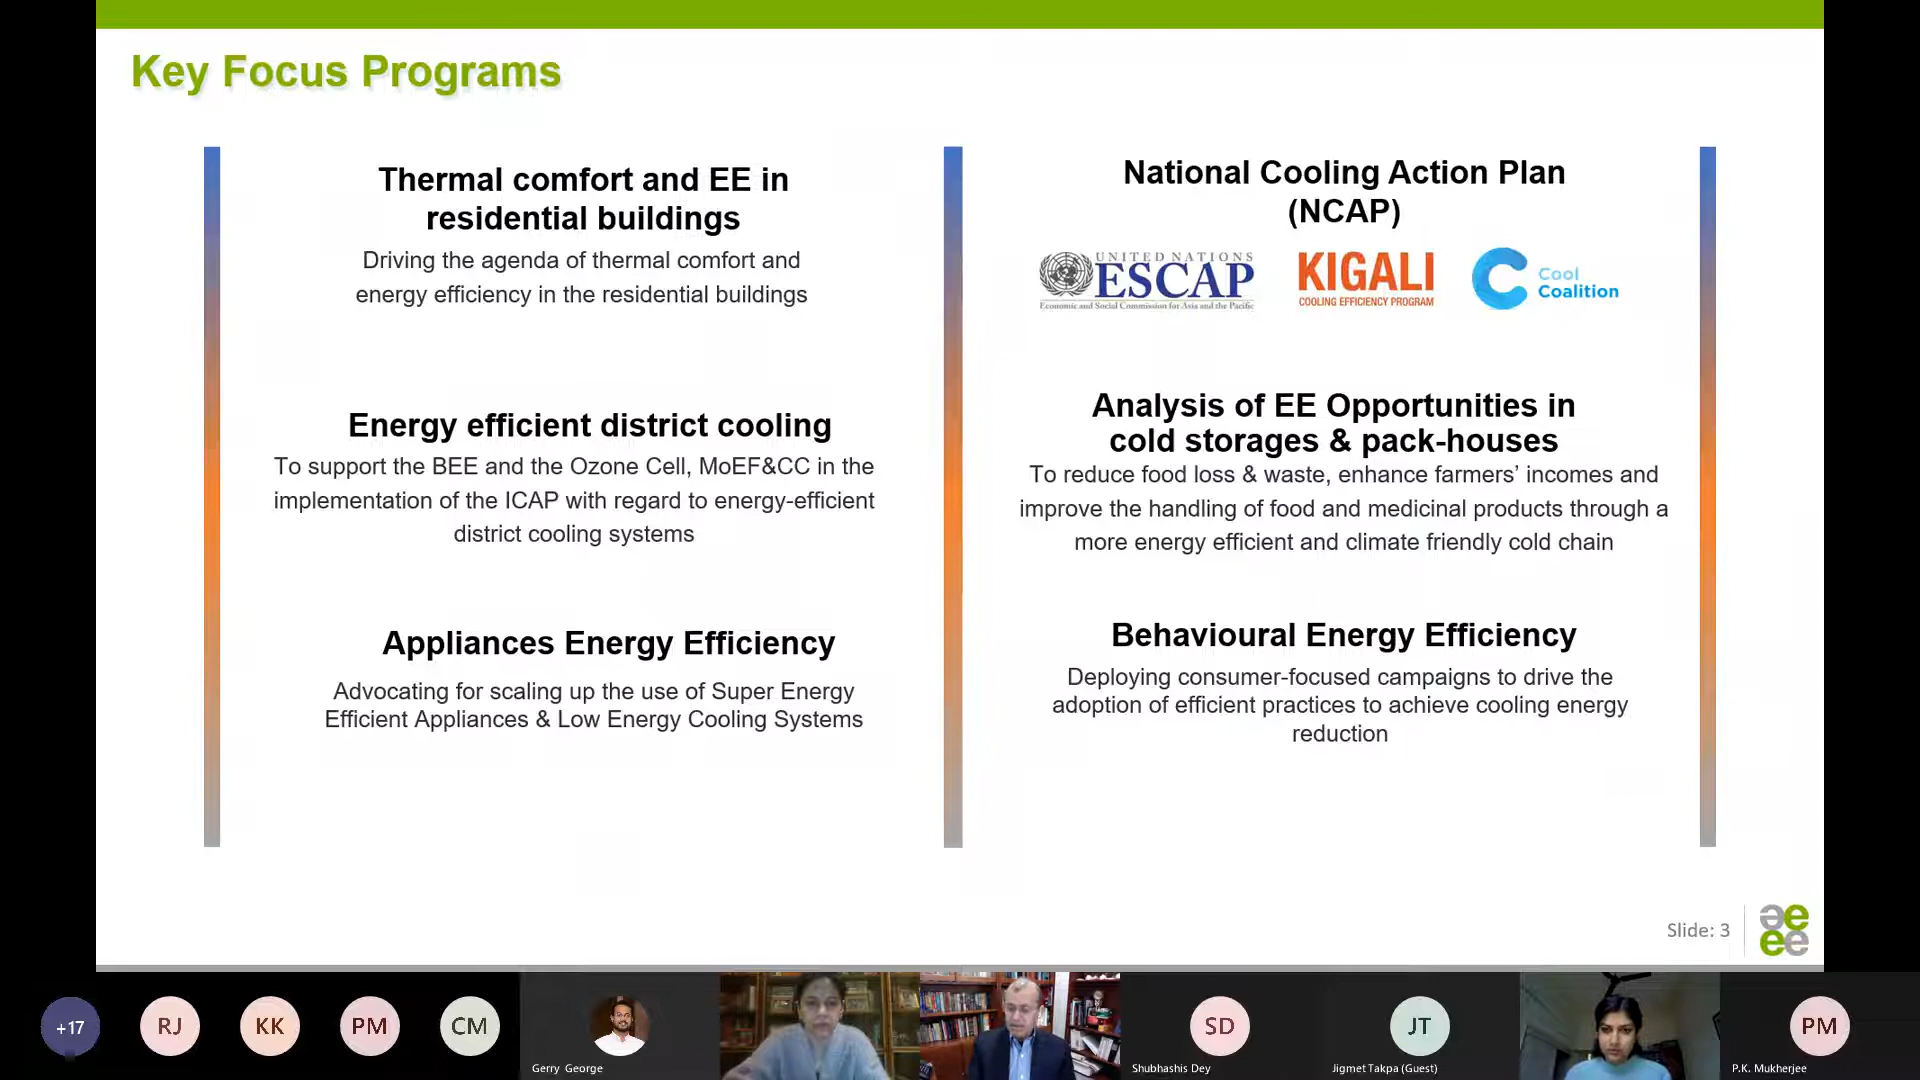 Key Focus Programs
Thermal comfort and EE in
residential buildings
Driving the agenda of thermal comfort and
energy efficiency in the residential buildings
Energy efficient district cooling
To support the BEE and the Ozone Cell, MoEF&CC in the
implementation of the ICAP with regard to energy-efficient
district cooling systems
Appliances Energy Efficiency
Advocating for scaling up the use of Super Energy
Efficient Appliances & Low Energy Cooling Systems
National Cooling Action Plan
(NCAP)
UNITED NATIONS
ESCAP
Economic and Social Commission for Asia and the Pacific
KIGALI
COOLING EFFICIENCY PROGRAM
Cool
Coalition
Analysis of EE Opportunities in
cold storages & pack-houses
To reduce food loss & waste, enhance farmers’ incomes and
improve the handling of food and medicinal products through a
more energy efficient and climate friendly cold chain
Behavioural Energy Efficiency
Deploying consumer-focused campaigns to drive the
adoption of efficient practices to achieve cooling energy
reduction
Slide: 3
aeee
+17
RJ
KK
PM
CM
Gerry George
SD
Shubhashis Dey
JT
Jigmet Takpa (Guest)
PM
P.K. Mukherjee